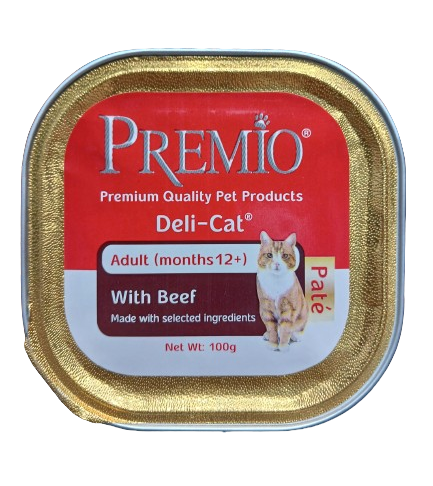 PREMIO®
Premium Quality Pet Products
Deli-Cat®
Adult (months12+)
Paté
With Beef
Made with selected ingredients
Net Wt: 100g